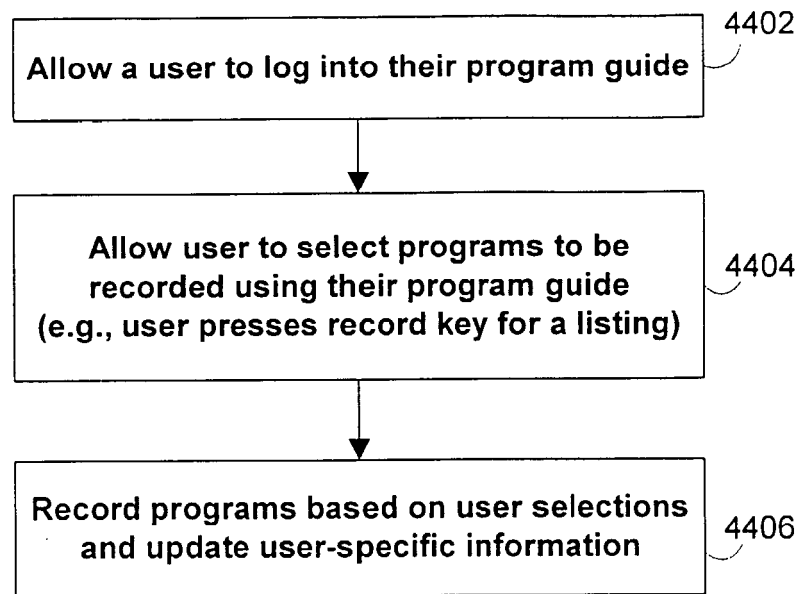 4402
Allow a user to log into their program guide
Allow user to select programs to be
recorded using their program guide
(e.g., user presses record key for a listing)
4404
Record programs based on user selections
and update user-specific information
4406